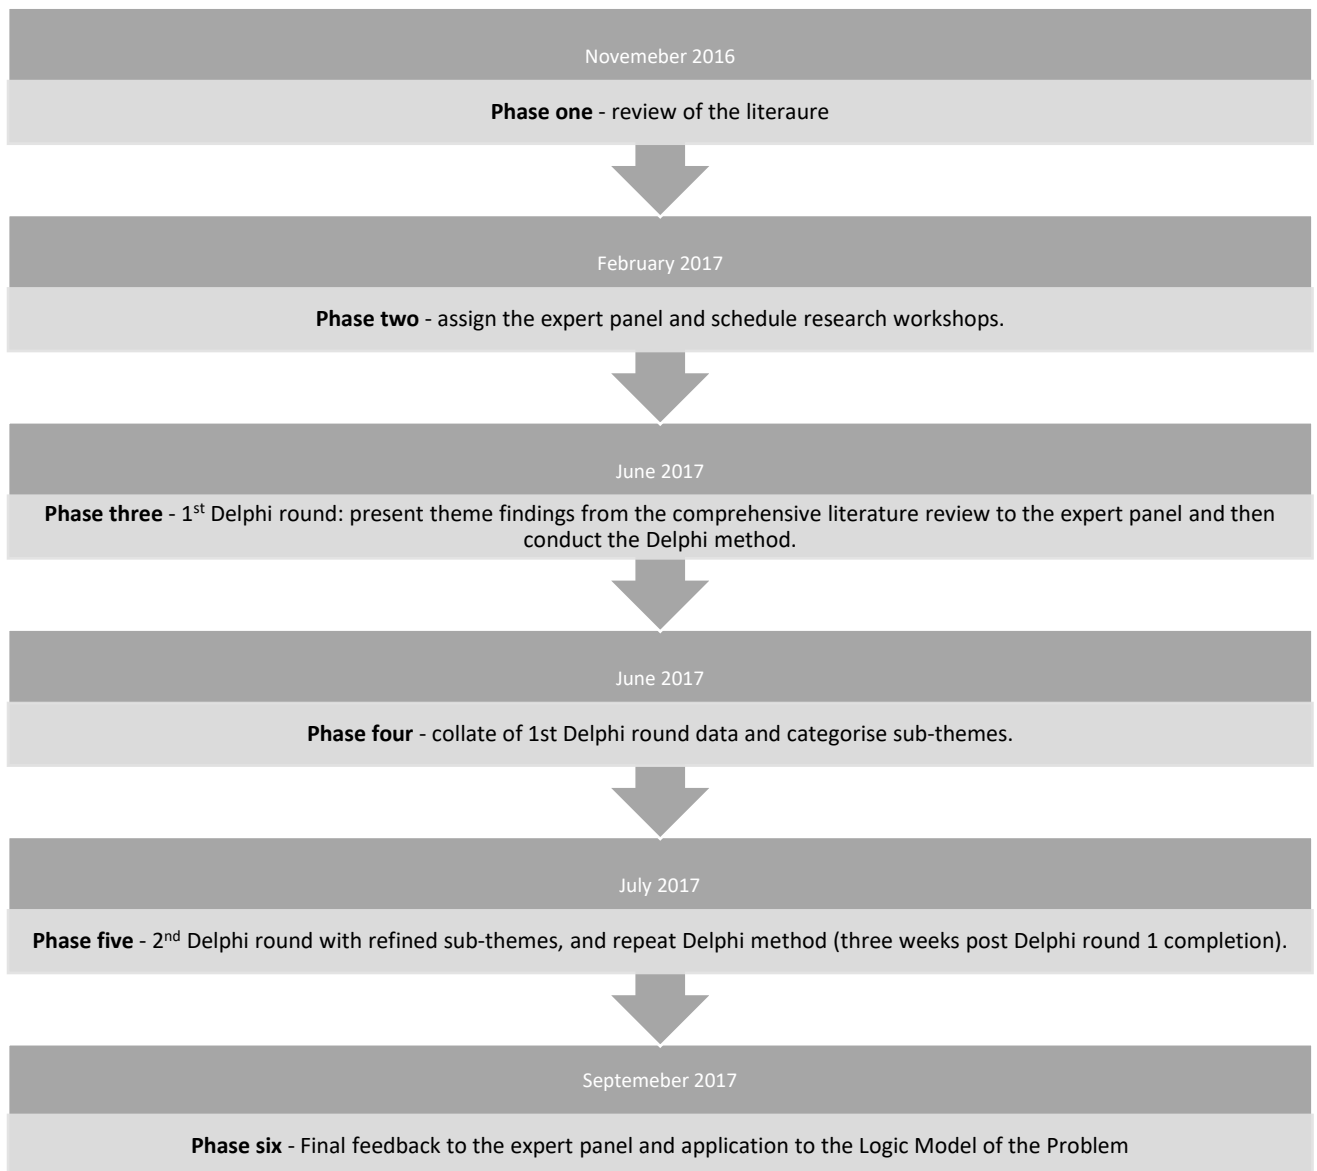 Novemeber 2016
Phase one - review of the literaure
February 2017
Phase two - assign the expert panel and schedule research workshops.
June 2017
Phase three - 1st Delphi round: present theme findings from the comprehensive literature review to the expert panel and then
conduct the Delphi method.
June 2017
Phase four - collate of 1st Delphi round data and categorise sub-themes.
July 2017
Phase five - 2nd Delphi round with refined sub-themes, and repeat Delphi method (three weeks post Delphi round 1 completion).
Septemeber 2017
Phase six - Final feedback to the expert panel and application to the Logic Model of the Problem